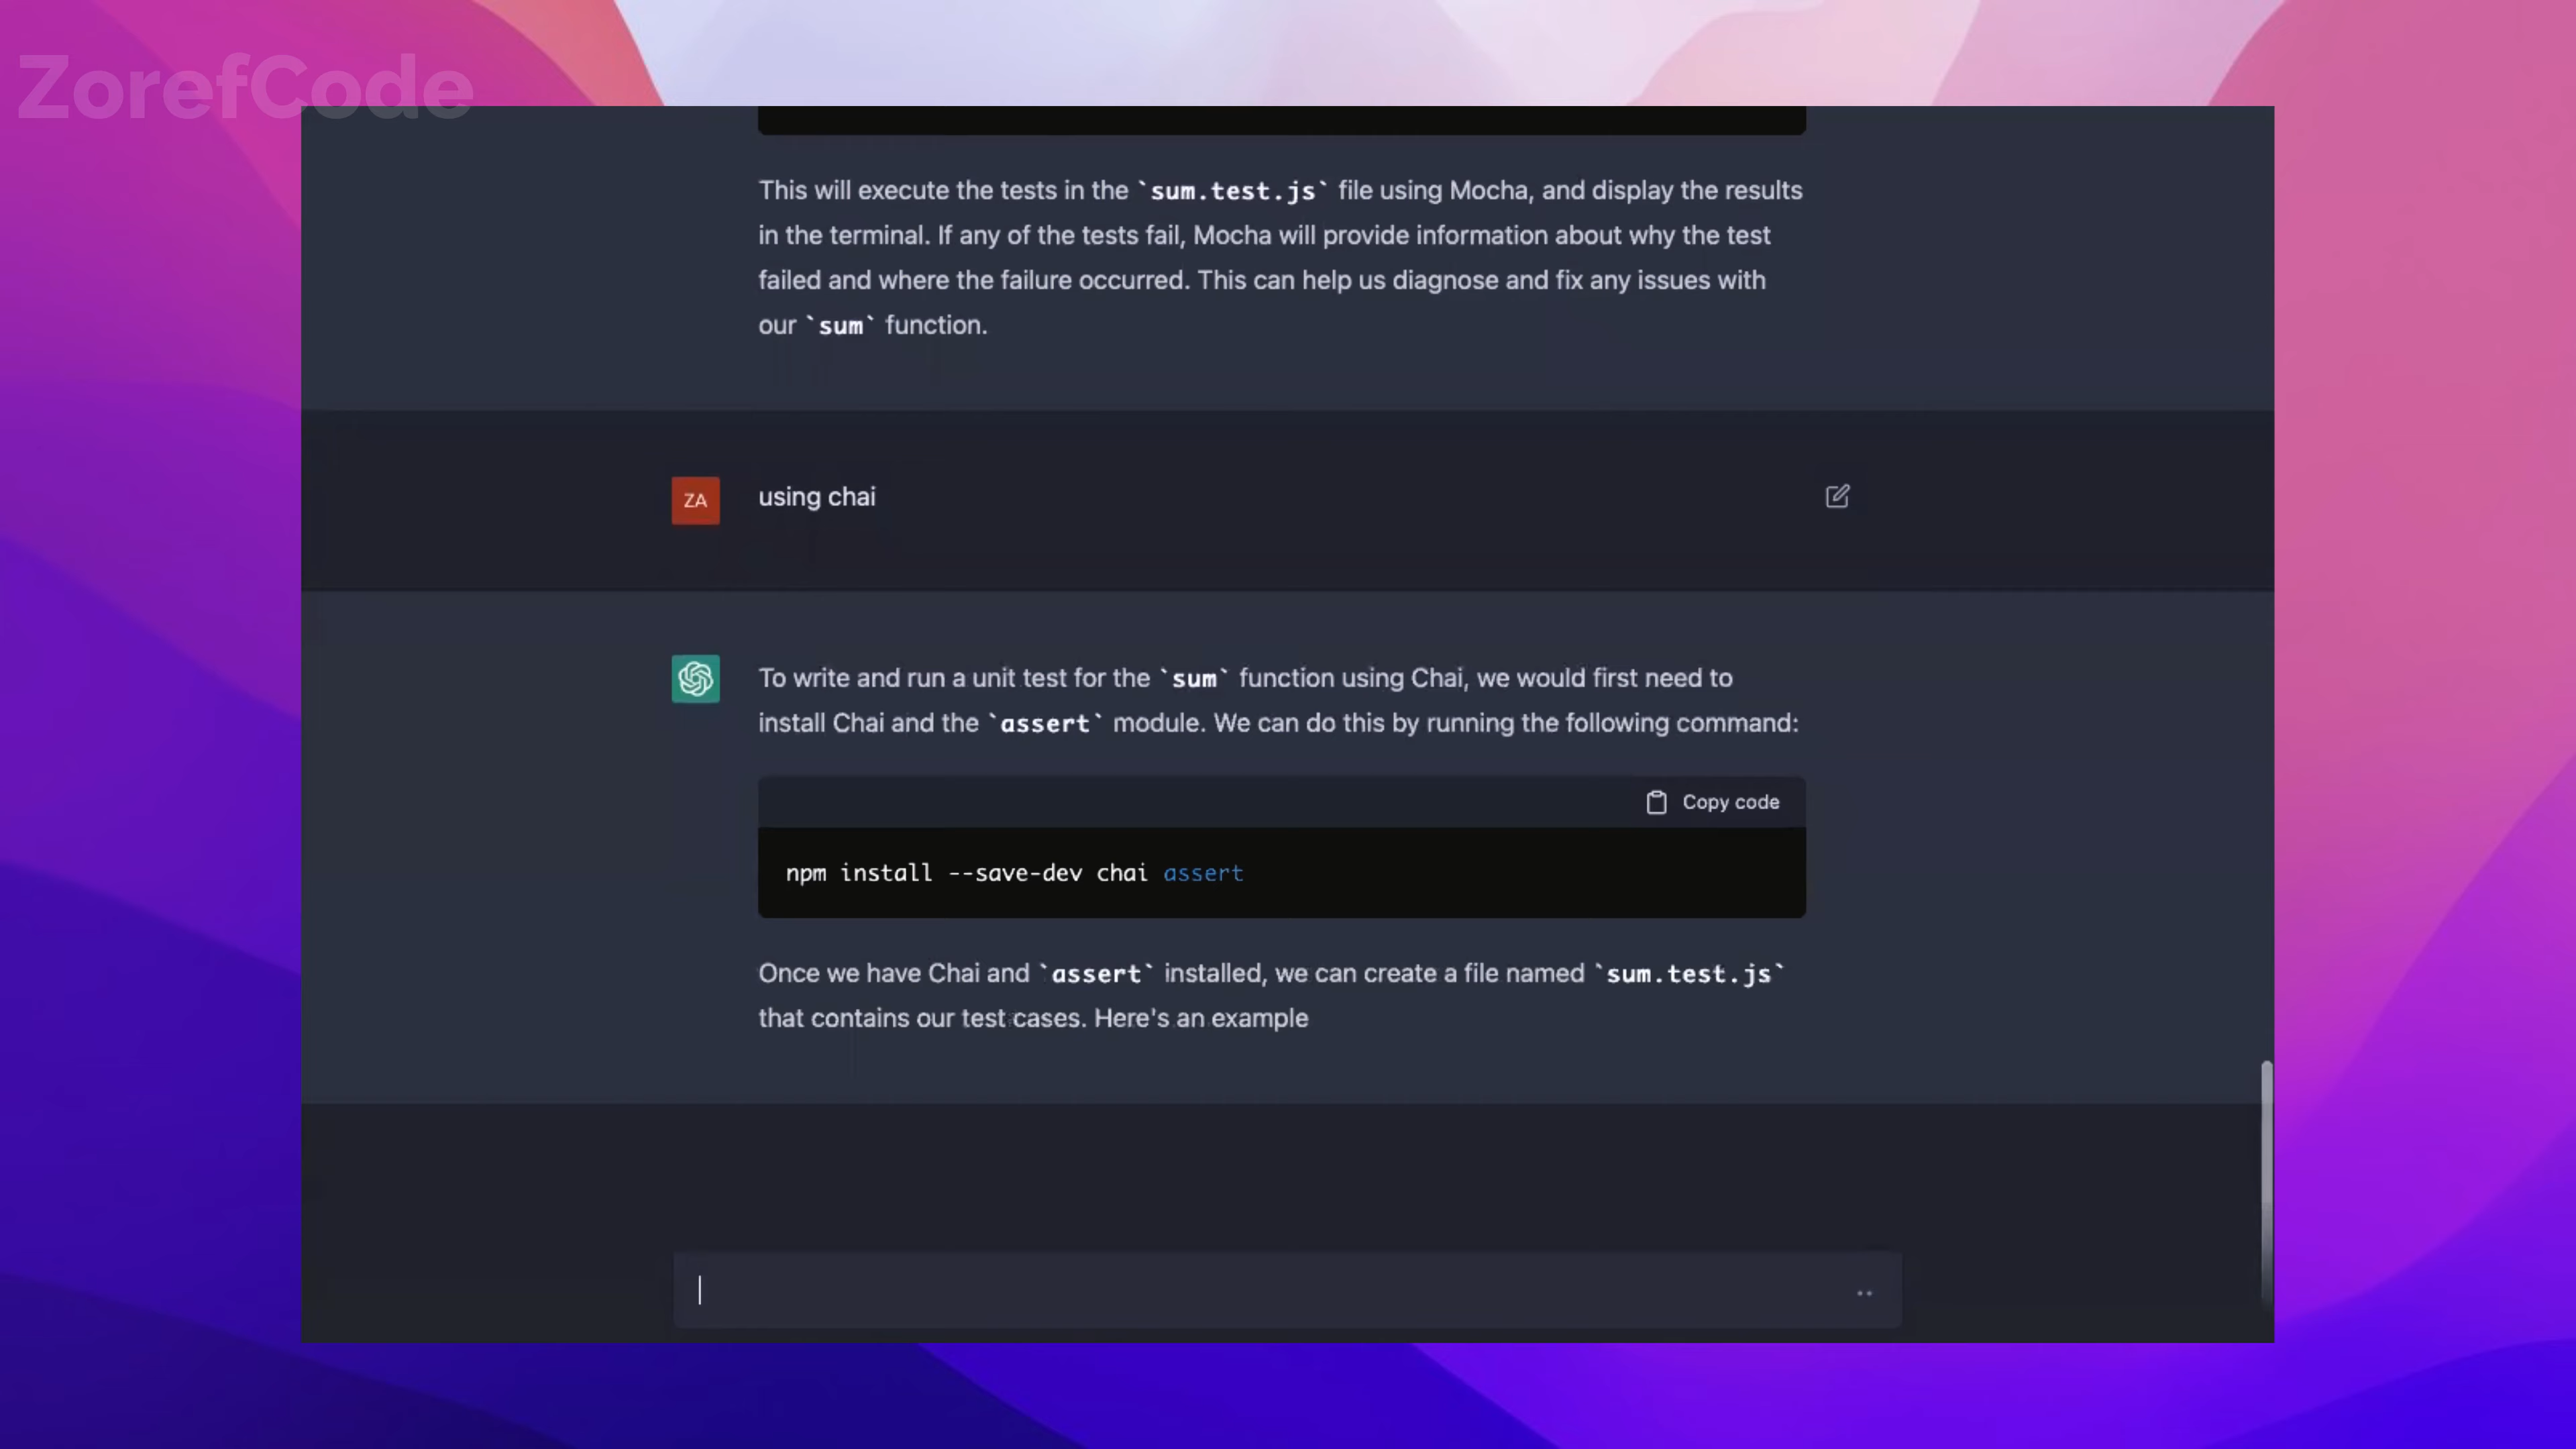 ZorefCode
This will execute the tests in the `sum.test.js` file using Mocha, and display the results
in the terminal. If any of the tests fail, Mocha will provide information about why the test
failed and where the failure occurred. This can help us diagnose and fix any issues with
our `sum` function.
ZA
using chai
To write and run a unit test for the `sum` function using Chai, we would first need to
install Chai and the `assert` module. We can do this by running the following command:
Copy code
npm install --save-dev chai assert
Once we have Chai and `assert` installed, we can create a file named `sum.test.js`
that contains our test cases. Here's an example